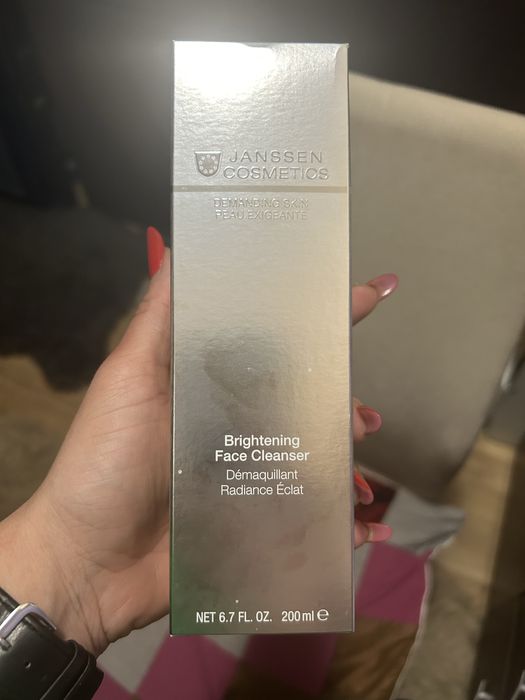 JANSSEN
COSMETICS
DEMANDING SKIN
PEAU EXIGEANTE
Brightening
Face Cleanser
Démaquillant
Radiance Éclat
NET 6.7 FL. OZ. 200 ml ℮